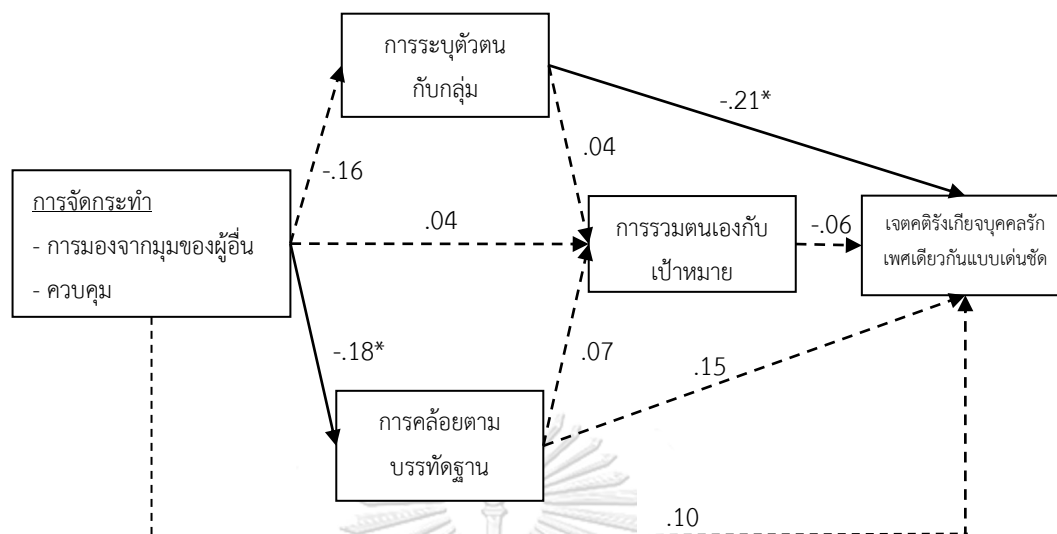 การระบุตัวตน
กับกลุ่ม
-.21*
-.16
.04
การจัดกระทำ
- การมองจากมุมของผู้อื่น
- ควบคุม
.04
การรวมตนเองกับ
เป้าหมาย
-.06
เจตคติรังเกียจบุคคลรัก
เพศเดียวกันแบบเด่นชัด
-.18*
.07
.15
การคล้อยตาม
บรรทัดฐาน
.10